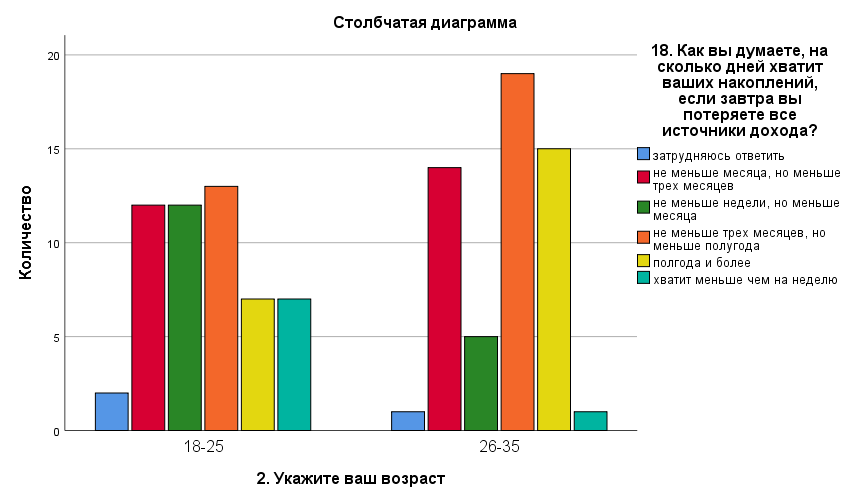 Столбчатая диаграмма
20
15
10
5
0
Количество
18-25
26-35
2. Укажите ваш возраст
18. Как вы думаете, на
сколько дней хватит
ваших накоплений,
если завтра вы
потеряете все
источники дохода?
затрудняюсь ответить
не меньше месяца, но меньше
трех месяцев
не меньше недели, но меньше
месяца
не меньше трех месяцев, но
меньше полугода
полгода и более
хватит меньше чем на неделю